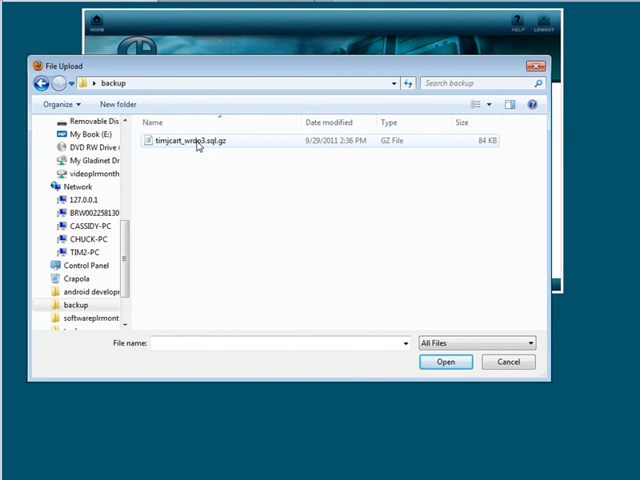 HOME
HELP
LOGOUT
File Upload
backup
Search backup
Organize
New folder
Name
Date modified
Type
Size
timjcart_wrdo3.sql.gz
9/29/2011 2:36 PM
GZ File
84 KB
Removable Dis
My Book (E:)
DVD RW Drive (
My Gladinet Dr
videoplrmonth
Network
127.0.0.1
BRW002258130
CASSIDY-PC
CHUCK-PC
TIM2-PC
Control Panel
Crapola
android develop
backup
softwareplrmont
File name:
All Files
Open
Cancel